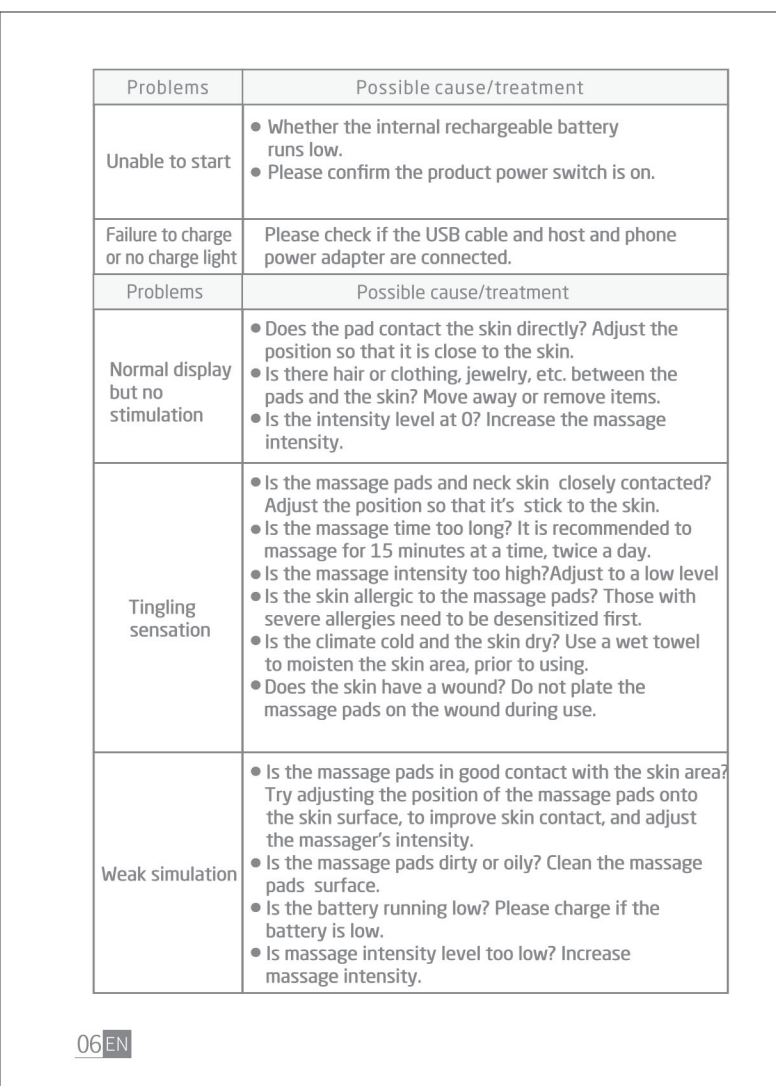 Problems Possible cause/treatment
Unable to start
● Whether the internal rechargeable battery
runs low.
● Please confirm the product power switch is on.
Failure to charge
or no charge light
Please check if the USB cable and host and phone
power adapter are connected.
Problems Possible cause/treatment
Normal display
but no
stimulation
● Does the pad contact the skin directly? Adjust the
position so that it is close to the skin.
● Is there hair or clothing, jewelry, etc. between the
pads and the skin? Move away or remove items.
● Is the intensity level at 0? Increase the massage
intensity.
Tingling
sensation
● Is the massage pads and neck skin closely contacted?
Adjust the position so that it's stick to the skin.
● Is the massage time too long? It is recommended to
massage for 15 minutes at a time, twice a day.
● Is the massage intensity too high?Adjust to a low level
● Is the skin allergic to the massage pads? Those with
severe allergies need to be desensitized first.
● Is the climate cold and the skin dry? Use a wet towel
to moisten the skin area, prior to using.
● Does the skin have a wound? Do not plate the
massage pads on the wound during use.
Weak simulation
● Is the massage pads in good contact with the skin area?
Try adjusting the position of the massage pads onto
the skin surface, to improve skin contact, and adjust
the massager's intensity.
● Is the massage pads dirty or oily? Clean the massage
pads surface.
● Is the battery running low? Please charge if the
battery is low.
● Is massage intensity level too low? Increase
massage intensity.
06 EN